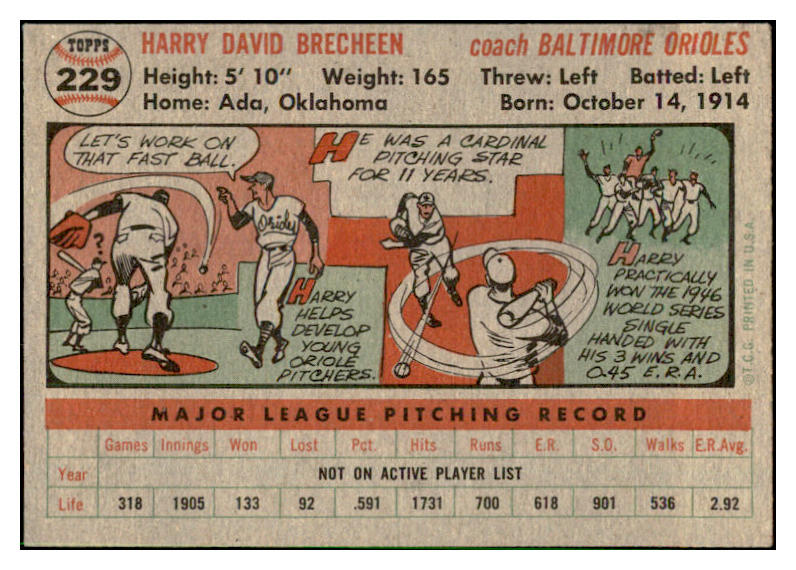 TOPPS
229
HARRY DAVID BRECHEEN coach BALTIMORE ORIOLES
Height: 5' 10" Weight: 165 Threw: Left Batted: Left
Home: Ada, Oklahoma Born: October 14, 1914
LET'S WORK ON
THAT FAST BALL.
?
Orioles
HARRY
HELPS
DEVELOP
YOUNG
ORIOLE
PITCHERS.
HE WAS A CARDINAL
PITCHING STAR
FOR 11 YEARS.
HARRY
PRACTICALLY
WON THE 1946
WORLD SERIES
SINGLE
HANDED WITH
HIS 3 WINS AND
0.45 E.R.A.
© T.C.G. PRINTED IN U.S.A.
MAJOR LEAGUE PITCHING RECORD
Games Innings Won Lost Pct. Hits Runs E.R. S.O. Walks E.R.Avg.
Year NOT ON ACTIVE PLAYER LIST
Life 318 1905 133 92 .591 1731 700 618 901 536 2.92